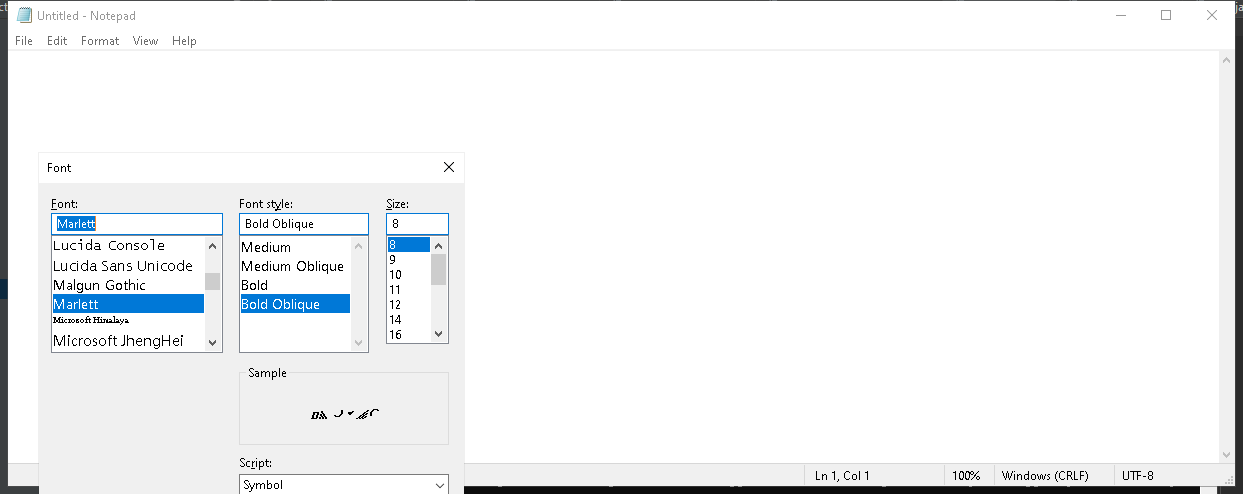 Untitled - Notepad
File Edit Format View Help
Font
Font: Font style: Size:
Marlett Bold Oblique 8
Lucida Console Medium 8
Lucida Sans Unicode Medium Oblique 9
Malgun Gothic Bold 10
Marlett Bold Oblique 11
Microsoft Himalaya 12
Microsoft JhengHei 14
16
Sample
Script:
Symbol
Ln 1, Col 1 100% Windows (CRLF) UTF-8